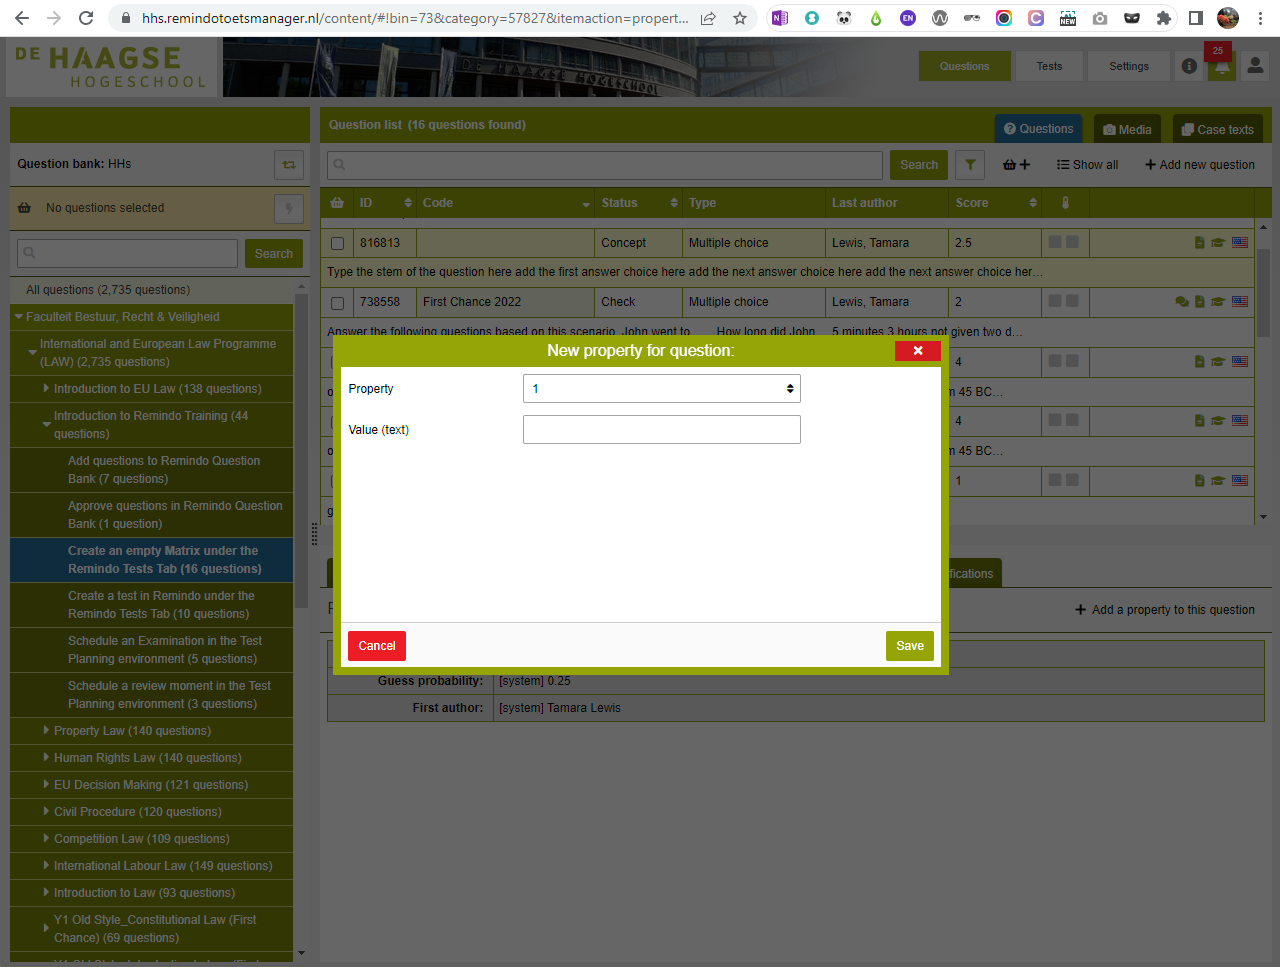 hhs.remindotoetsmanager.nl/content/#!bin=73&category=57827&itemaction=propert...
DE HAAGSE
HOGESCHOOL
DE HAAGSE HOGESCHOOL
Questions
Tests
Settings
25
Question list (16 questions found)
Questions
Media
Case texts
Question bank: HHs
Search
Show all
Add new question
No questions selected
ID
Code
Status
Type
Last author
Score
Search
816813
Concept
Multiple choice
Lewis, Tamara
2.5
Type the stem of the question here add the first answer choice here add the next answer choice here add the next answer choice her...
738558
First Chance 2022
Check
Multiple choice
Lewis, Tamara
2
Answer the following questions based on this scenario. John went to
How long did John
5 minutes 3 hours not given two d...
All questions (2,735 questions)
Faculteit Bestuur, Recht & Veiligheid
International and European Law Programme
(LAW) (2,735 questions)
Introduction to EU Law (138 questions)
Introduction to Remindo Training (44
questions)
Add questions to Remindo Question
Bank (7 questions)
Approve questions in Remindo Question
Bank (1 question)
Create an empty Matrix under the
Remindo Tests Tab (16 questions)
Create a test in Remindo under the
Remindo Tests Tab (10 questions)
Schedule an Examination in the Test
Planning environment (5 questions)
Schedule a review moment in the Test
Planning environment (3 questions)
Property Law (140 questions)
Human Rights Law (140 questions)
EU Decision Making (121 questions)
Civil Procedure (120 questions)
Competition Law (109 questions)
International Labour Law (149 questions)
Introduction to Law (93 questions)
Y1 Old Style_Constitutional Law (First
Chance) (69 questions)
New property for question:
Property
1
Value (text)
Cancel
Save
4
45 BC...
4
45 BC...
1
fications
Add a property to this question
Guess probability:
[system] 0.25
First author:
[system] Tamara Lewis
EN
NEW